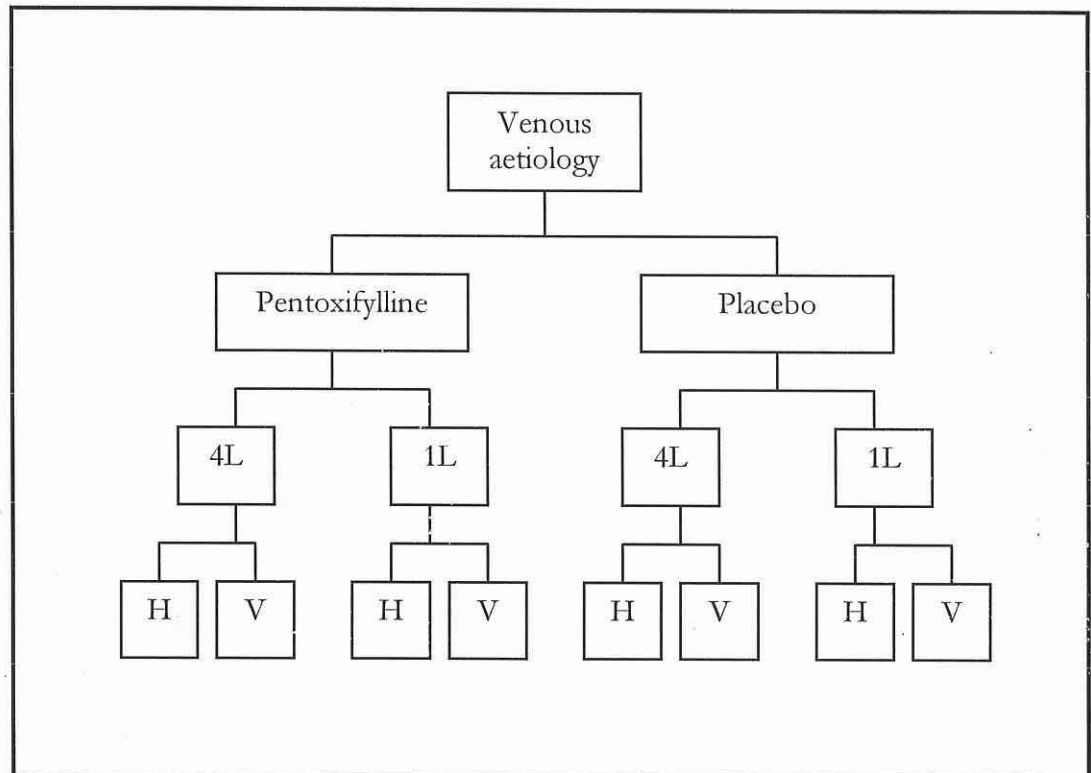 Venous
aetiology
Pentoxifylline
Placebo
4L
1L
4L
1L
H
V
H
V
H
V
H
V